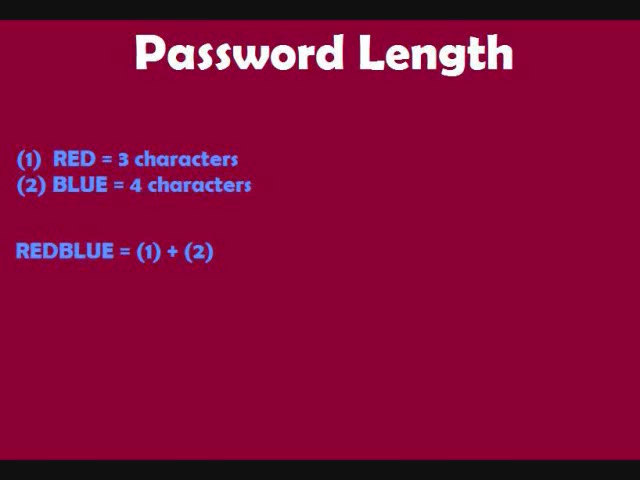 Password Length
(1) RED = 3 characters
(2) BLUE = 4 characters
REDBLUE = (1) + (2)